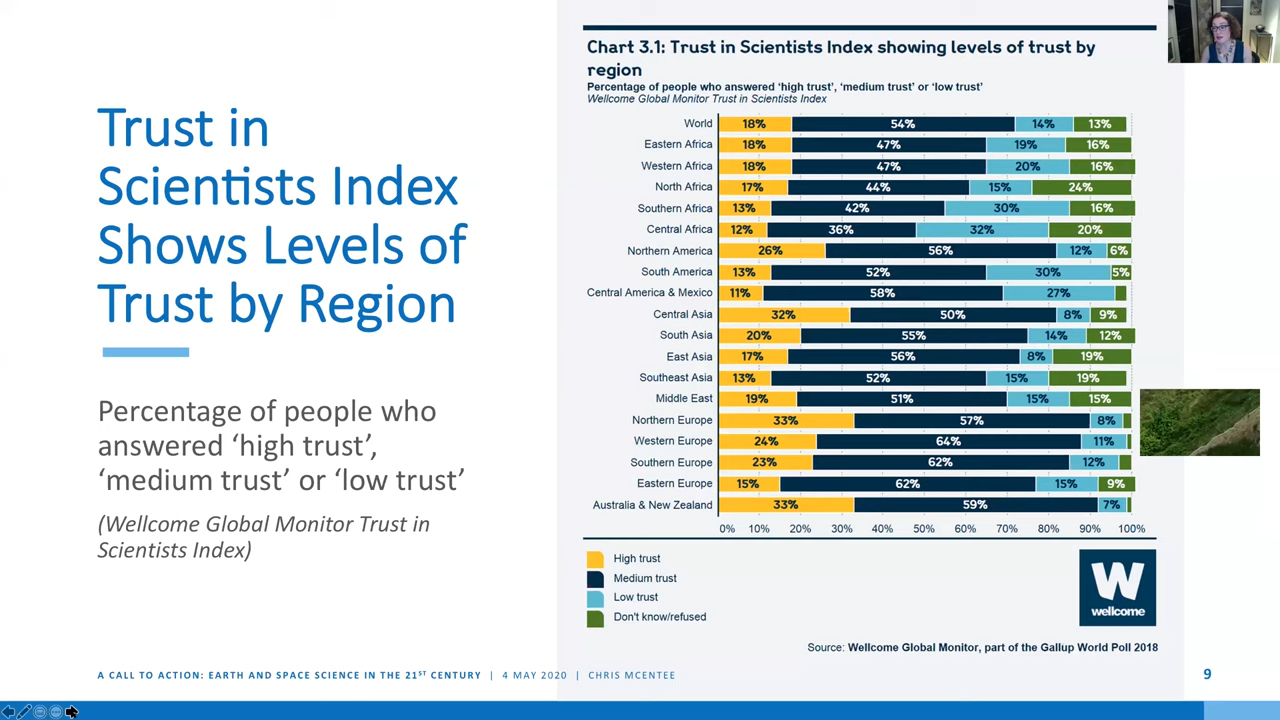 Trust in
Scientists Index
Shows Levels of
Trust by Region
Percentage of people who
answered ‘high trust’,
‘medium trust’ or ‘low trust’
(Wellcome Global Monitor Trust in
Scientists Index)
Chart 3.1: Trust in Scientists Index showing levels of trust by
region
Percentage of people who answered ‘high trust’, ‘medium trust’ or ‘low trust’
Wellcome Global Monitor Trust in Scientists Index
World 18% 54% 14% 13%
Eastern Africa 18% 47% 19% 16%
Western Africa 18% 47% 20% 16%
North Africa 17% 44% 15% 24%
Southern Africa 13% 42% 30% 16%
Central Africa 12% 36% 32% 20%
Northern America 26% 56% 12% 6%
South America 13% 52% 30% 5%
Central America & Mexico 11% 58% 27%
Central Asia 32% 50% 8% 9%
South Asia 20% 55% 14% 12%
East Asia 17% 56% 8% 19%
Southeast Asia 13% 52% 15% 19%
Middle East 19% 51% 15% 15%
Northern Europe 33% 57% 8%
Western Europe 24% 64% 11%
Southern Europe 23% 62% 12%
Eastern Europe 15% 62% 15% 9%
Australia & New Zealand 33% 59% 7%
0% 10% 20% 30% 40% 50% 60% 70% 80% 90% 100%
High trust
Medium trust
Low trust
Don't know/refused
W
wellcome
Source: Wellcome Global Monitor, part of the Gallup World Poll 2018
A CALL TO ACTION: EARTH AND SPACE SCIENCE IN THE 21ST CENTURY | 4 MAY 2020 | CHRIS MCENTEE
9